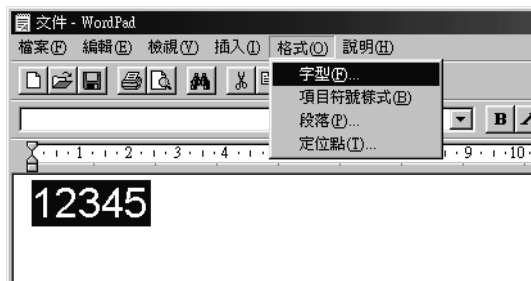 文件 - WordPad
檔案(F) 編輯(E) 檢視(V) 插入(I) 格式(O) 說明(H)
字型(F)...
項目符號樣式(B)
段落(P)...
定位點(T)...
B
1 2 3 4 9 10
12345